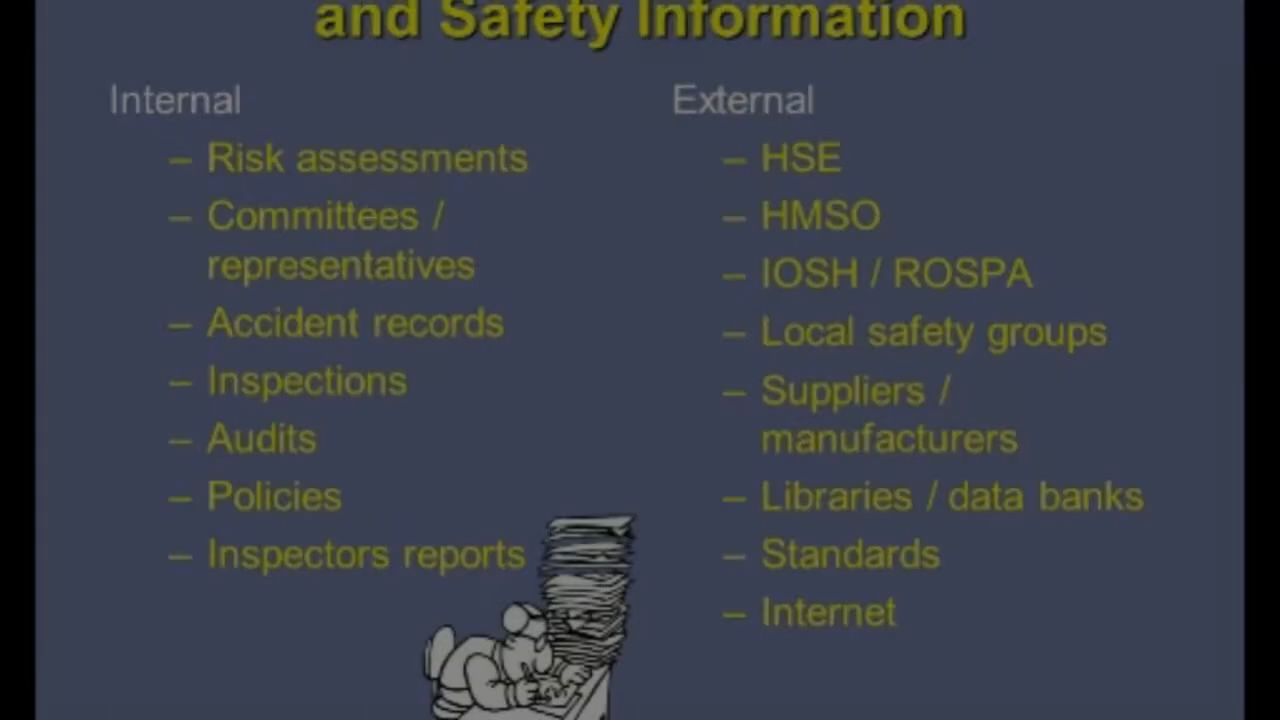 and Safety Information
Internal
– Risk assessments
– Committees /
representatives
– Accident records
– Inspections
– Audits
– Policies
– Inspectors reports
External
– HSE
– HMSO
– IOSH / ROSPA
– Local safety groups
– Suppliers /
manufacturers
– Libraries / data banks
– Standards
– Internet